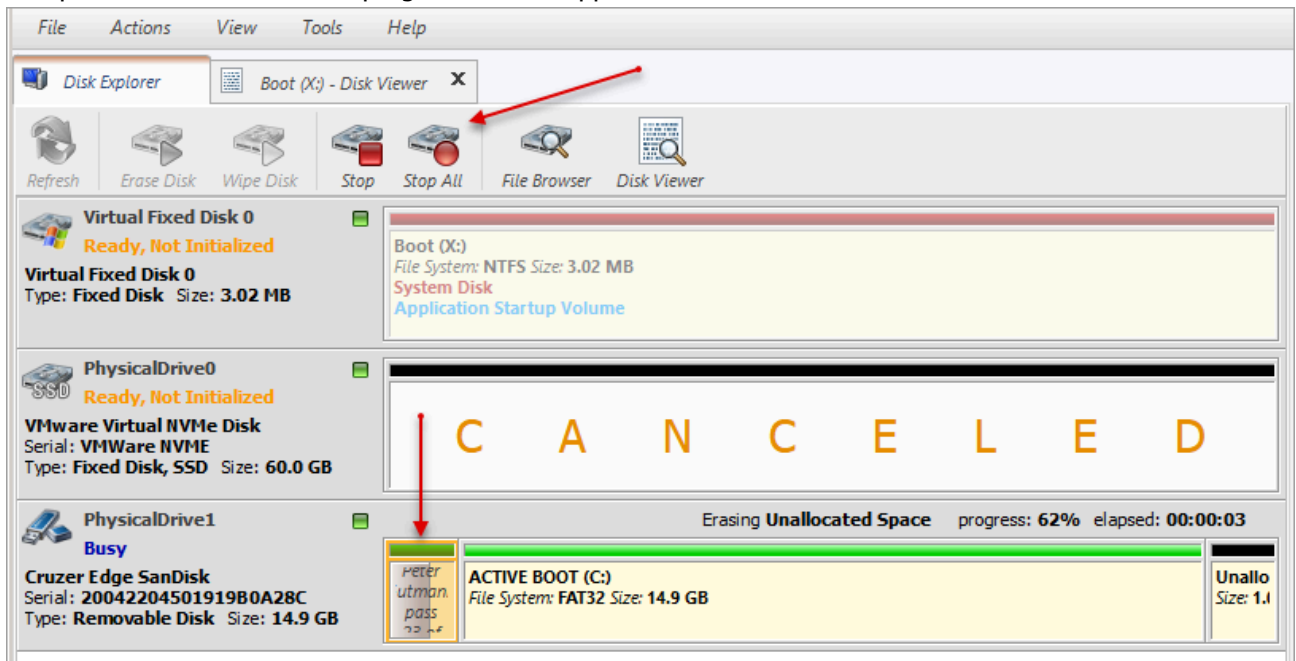 File Actions View Tools Help
Disk Explorer Boot (X:) - Disk Viewer X
Refresh Erase Disk Wipe Disk Stop Stop All File Browser Disk Viewer
Virtual Fixed Disk 0
Ready, Not Initialized
Virtual Fixed Disk 0
Type: Fixed Disk Size: 3.02 MB
Boot (X:)
File System: NTFS Size: 3.02 MB
System Disk
Application Startup Volume
PhysicalDrive0
SSD
Ready, Not Initialized
VMware Virtual NVMe Disk
Serial: VMWare NVME
Type: Fixed Disk, SSD Size: 60.0 GB
C A N C E L E D
PhysicalDrive1
Busy
Cruzer Edge SanDisk
Serial: 20042204501919B0A28C
Type: Removable Disk Size: 14.9 GB
Erasing Unallocated Space progress: 62% elapsed: 00:00:03
Peter
utman
pass
ACTIVE BOOT (C:)
File System: FAT32 Size: 14.9 GB
Unallo
Size: 1.